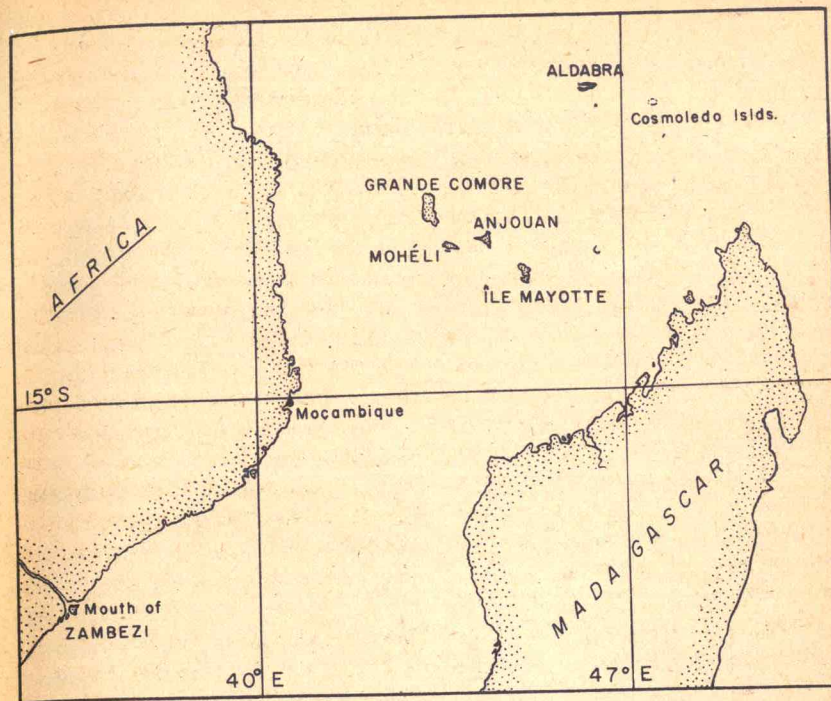 ALDABRA
Cosmoledo Islds.
GRANDE COMORE
ANJOUAN
MOHÉLI
ÎLE MAYOTTE
AFRICA
15° S
Moçambique
MADAGASCAR
Mouth of
ZAMBEZI
40° E
47° E